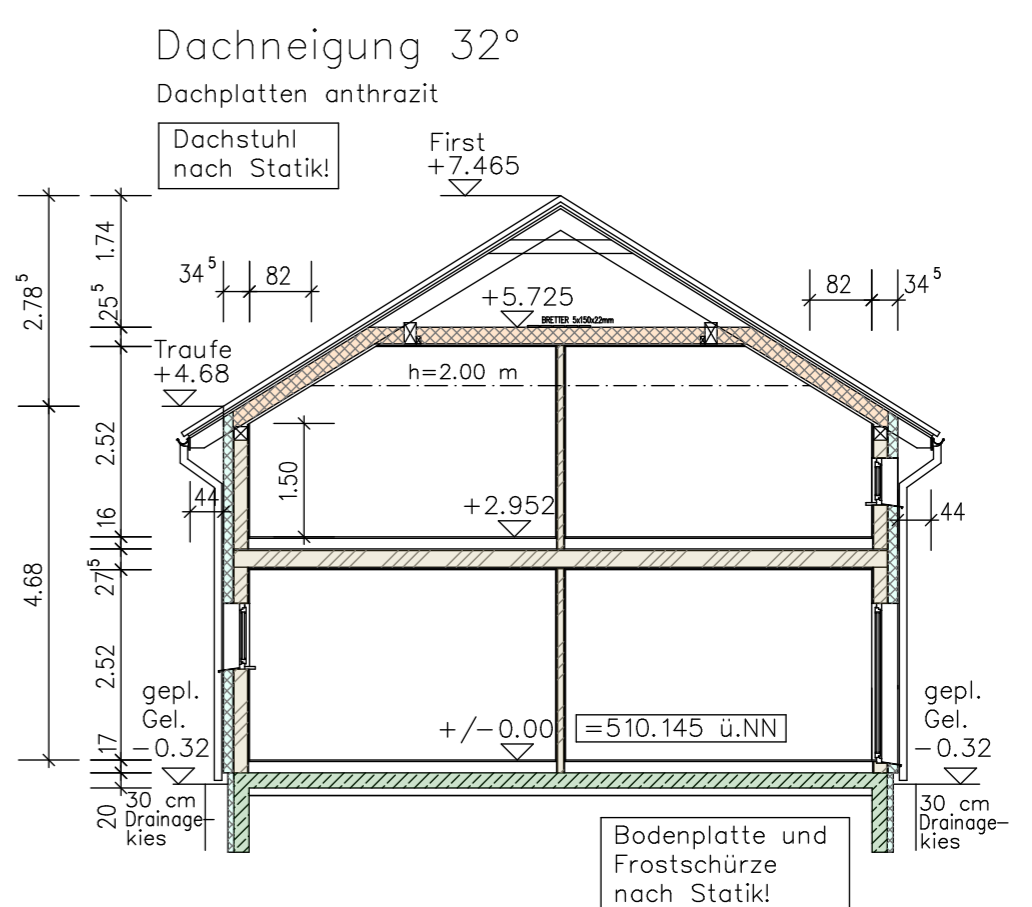 Dachneigung 32°
Dachplatten anthrazit
Dachstuhl
nach Statik!
First
+7.465
1.74
2.78⁵
25⁵
34⁵
82
82
34⁵
+5.725
BRETTER 5x150x22mm
Traufe
+4.68
h=2.00 m
2.52
1.50
44
+2.952
44
16
27⁵
4.68
2.52
gepl.
Gel.
-0.32
+/-0.00
=510.145 ü.NN
gepl.
Gel.
-0.32
17
20
30 cm
Drainage-
kies
30 cm
Drainage-
kies
Bodenplatte und
Frostschürze
nach Statik!